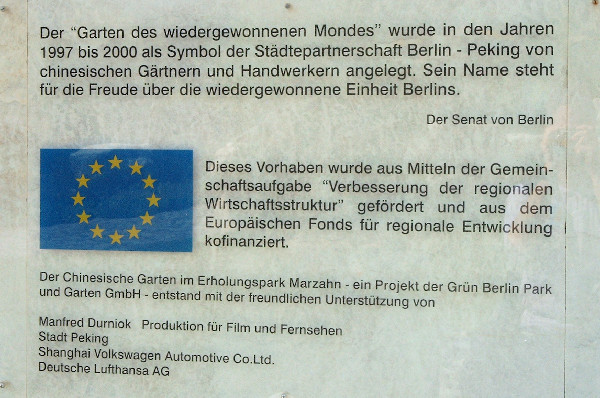 Der “Garten des wiedergewonnenen Mondes” wurde in den Jahren
1997 bis 2000 als Symbol der Städtepartnerschaft Berlin - Peking von
chinesischen Gärtnern und Handwerkern angelegt. Sein Name steht
für die Freude über die wiedergewonnene Einheit Berlins.
Der Senat von Berlin
Dieses Vorhaben wurde aus Mitteln der Gemein-
schaftsaufgabe “Verbesserung der regionalen
Wirtschaftsstruktur” gefördert und aus dem
Europäischen Fonds für regionale Entwicklung
kofinanziert.
Der Chinesische Garten im Erholungspark Marzahn - ein Projekt der Grün Berlin Park
und Garten GmbH - entstand mit der freundlichen Unterstützung von
Manfred Durniok Produktion für Film und Fernsehen
Stadt Peking
Shanghai Volkswagen Automotive Co.Ltd.
Deutsche Lufthansa AG